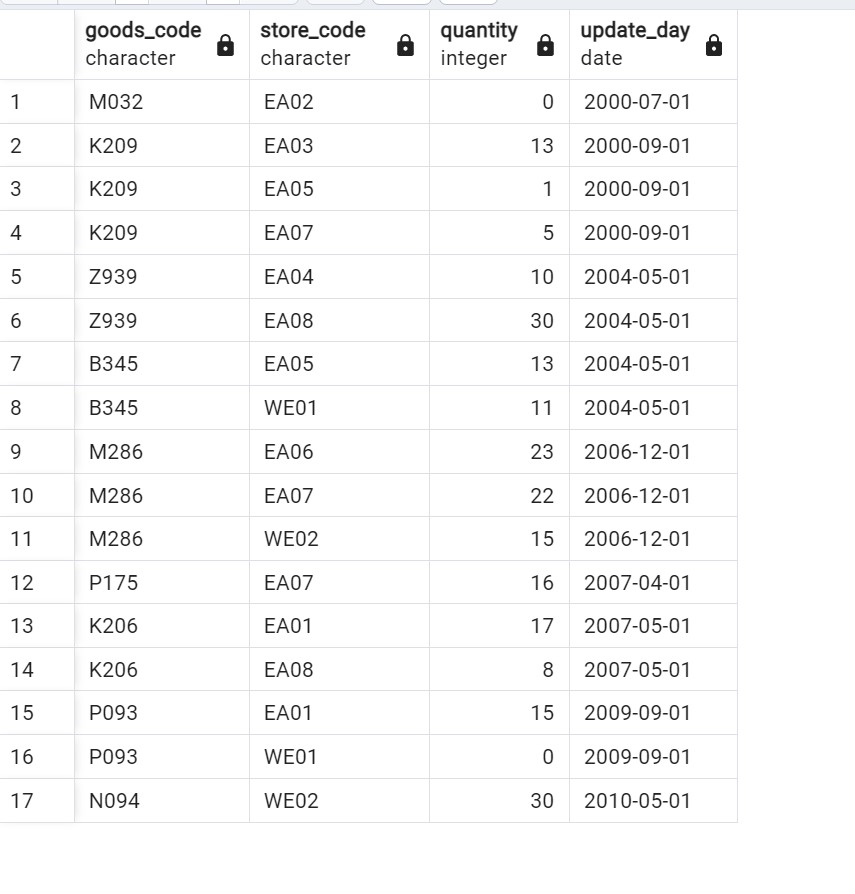 goods_code store_code quantity update_day
character character integer date
1 M032 EA02 0 2000-07-01
2 K209 EA03 13 2000-09-01
3 K209 EA05 1 2000-09-01
4 K209 EA07 5 2000-09-01
5 Z939 EA04 10 2004-05-01
6 Z939 EA08 30 2004-05-01
7 B345 EA05 13 2004-05-01
8 B345 WE01 11 2004-05-01
9 M286 EA06 23 2006-12-01
10 M286 EA07 22 2006-12-01
11 M286 WE02 15 2006-12-01
12 P175 EA07 16 2007-04-01
13 K206 EA01 17 2007-05-01
14 K206 EA08 8 2007-05-01
15 P093 EA01 15 2009-09-01
16 P093 WE01 0 2009-09-01
17 N094 WE02 30 2010-05-01